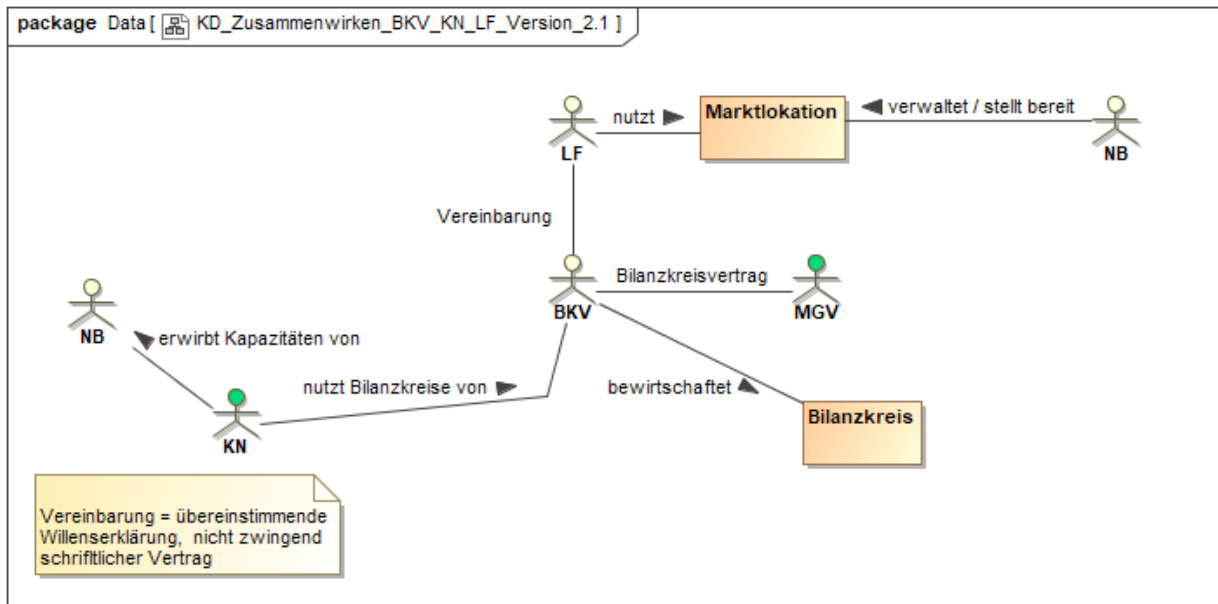 package Data [ KD_Zusammenwirken_BKV_KN_LF_Version_2.1 ]
nutzt
Marktlokation
verwaltet / stellt bereit
LF
NB
Vereinbarung
Bilanzkreisvertrag
BKV
MGV
NB
erwirbt Kapazitäten von
nutzt Bilanzkreise von
bewirtschaftet
KN
Bilanzkreis
Vereinbarung = übereinstimmende
Willenserklärung, nicht zwingend
schrifltlicher Vertrag